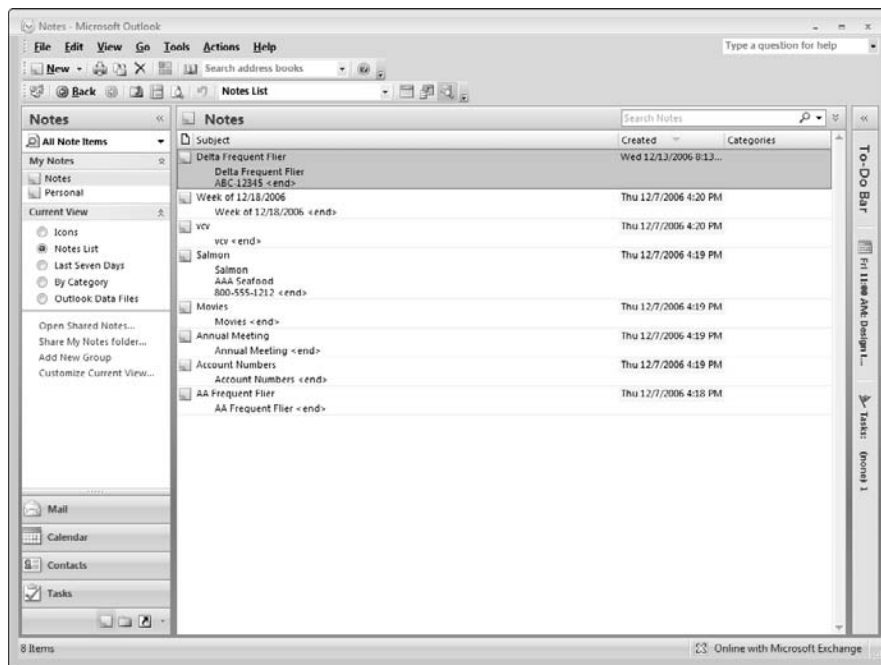 Notes - Microsoft Outlook
File Edit View Go Tools Actions Help
Type a question for help
New Search address books
Back Notes List
Notes
All Note Items
My Notes
Notes
Personal
Current View
Icons
Notes List
Last Seven Days
By Category
Outlook Data Files
Open Shared Notes...
Share My Notes folder...
Add New Group
Customize Current View...
Mail
Calendar
Contacts
Tasks
Notes Search Notes
Subject Created Categories
Delta Frequent Flier Wed 12/13/2006 8:13...
Delta Frequent Flier
ABC-12345 <end>
Week of 12/18/2006 Thu 12/7/2006 4:20 PM
Week of 12/18/2006 <end>
vcv Thu 12/7/2006 4:20 PM
vcv <end>
Salmon Thu 12/7/2006 4:19 PM
Salmon
AAA Seafood
800-555-1212 <end>
Movies Thu 12/7/2006 4:19 PM
Movies <end>
Annual Meeting Thu 12/7/2006 4:19 PM
Annual Meeting <end>
Account Numbers Thu 12/7/2006 4:19 PM
Account Numbers <end>
AA Frequent Flier Thu 12/7/2006 4:18 PM
AA Frequent Flier <end>
To-Do Bar
Fri 11:00 AM: Design I...
Tasks: (none) 1
8 Items
Online with Microsoft Exchange